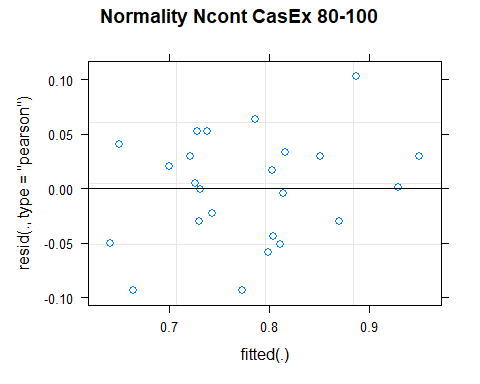 Normality Ncont CasEx 80-100
resid(., type = "pearson")
0.10
0.05
0.00
-0.05
-0.10
0.7 0.8 0.9
fitted(.)